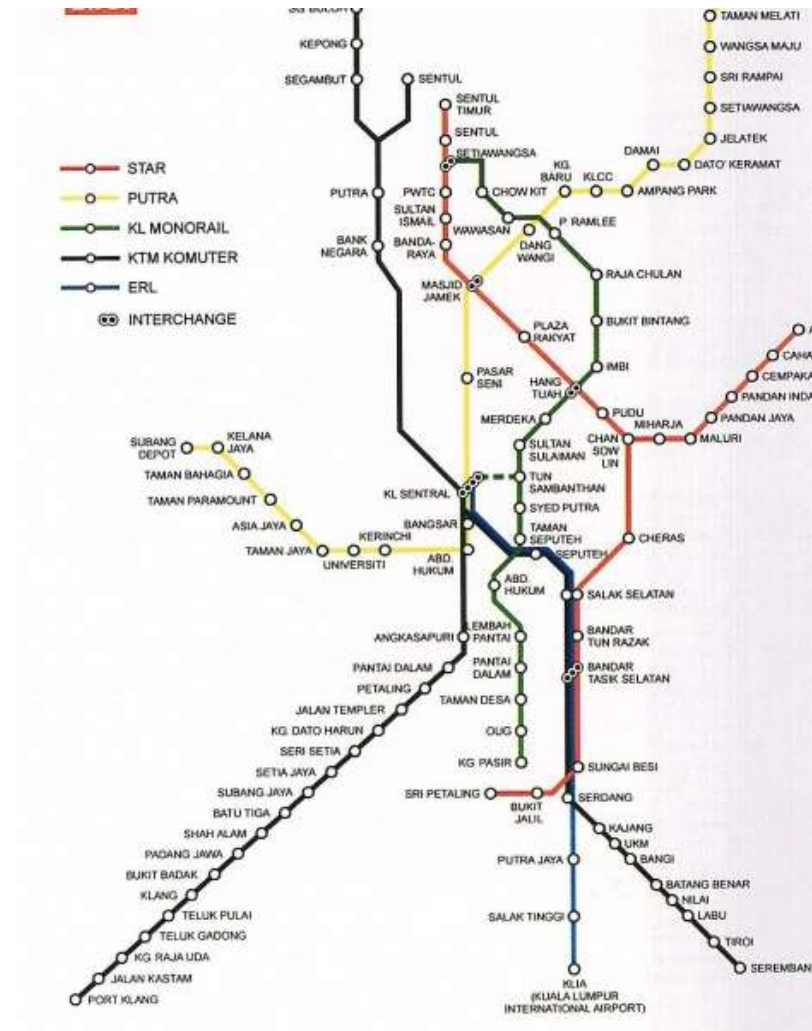 KEPONG
SEGAMBUT
SENTUL
SENTUL
TIMUR
SENTUL
SETIAWANGSA
PUTRA
PWTC
SULTAN
ISMAIL
BANK
NEGARA
BANDA-
RAYA
CHOW KIT
WAWASAN
KG.
BARU
KLCC
DAMAI
AMPANG PARK
DATO' KERAMAT
JELATEK
SETIAWANGSA
SRI RAMPAI
WANGSA MAJU
TAMAN MELATI
STAR
PUTRA
KL MONORAIL
KTM KOMUTER
ERL
INTERCHANGE
P. RAMLEE
DANG
WANGI
MASJID
JAMEK
RAJA CHULAN
PLAZA
RAKYAT
BUKIT BINTANG
PASAR
SENI
HANG
TUAH
IMBI
CAHA
CEMPAKA
PANDAN INDA
PANDAN JAYA
MERDEKA
PUDU
MIHARJA
CHAN
SOW
LIN
MALURI
SUBANG
DEPOT
KELANA
JAYA
TAMAN BAHAGIA
TAMAN PARAMOUNT
ASIA JAYA
TAMAN JAYA
UNIVERSITI
KERINCHI
SULTAN
SULAIMAN
KL SENTRAL
TUN
SAMBANTHAN
SYED PUTRA
BANGSAR
TAMAN
SEPUTEH
SEPUTEH
CHERAS
ABD.
HUKUM
ABD.
HUKUM
SALAK SELATAN
ANGKASAPURI
LEMBAH
PANTAI
BANDAR
TUN RAZAK
PANTAI DALAM
PANTAI
DALAM
BANDAR
TASIK SELATAN
PETALING
JALAN TEMPLER
TAMAN DESA
KG. DATO HARUN
OUG
SERI SETIA
KG PASIR
SETIA JAYA
SUNGAI BESI
SUBANG JAYA
SRI PETALING
BUKIT
JALIL
SERDANG
BATU TIGA
SHAH ALAM
KAJANG
UKM
BANGI
PADANG JAWA
PUTRA JAYA
BUKIT BADAK
BATANG BENAR
KLANG
NILAI
TELUK PULAI
SALAK TINGGI
LABU
TELUK GADONG
TIROI
KG. RAJA UDA
SEREMBAN
JALAN KASTAM
KLIA
(KUALA LUMPUR
INTERNATIONAL AIRPORT)
PORT KLANG